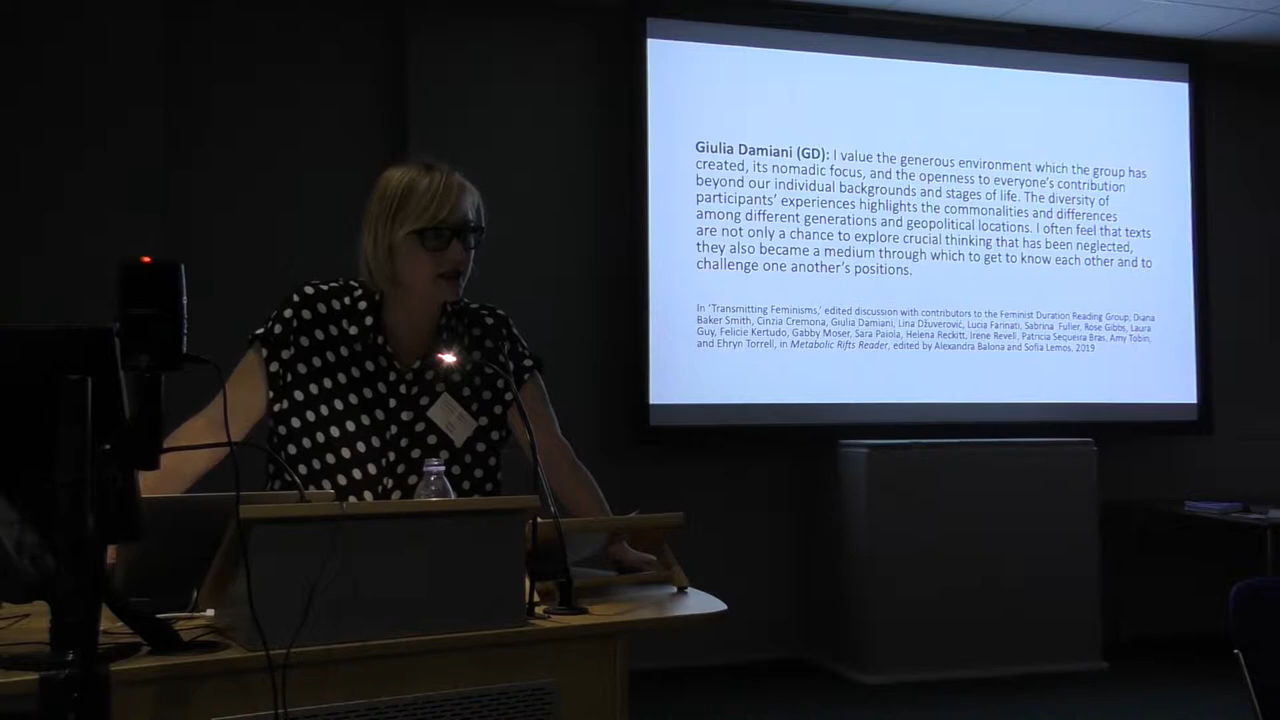 Giulia Damiani (GD): I value the generous environment which the group has
created, its nomadic focus, and the openness to everyone's contribution
beyond our individual backgrounds and stages of life. The diversity of
participants' experiences highlights the commonalities and differences
among different generations and geopolitical locations. I often feel that texts
are not only a chance to explore crucial thinking that has been neglected,
they also became a medium through which to get to know each other and to
challenge one another's positions.
In 'Transmitting Feminisms,' edited discussion with contributors to the Feminist Duration Reading Group, Diana
Baker Smith, Cinzia Cremona, Giulia Damiani, Lina Džuverović, Lucia Farinati, Sabrina Fuller, Rose Gibbs, Laura
Guy, Felicie Kertudo, Gabby Moser, Sara Paiola, Helena Reckitt, Irene Revell, Patricia Sequeira Bras, Amy Tobin,
and Ehryn Torrell, in Metabolic Rifts Reader, edited by Alexandra Balona and Sofia Lemos, 2019